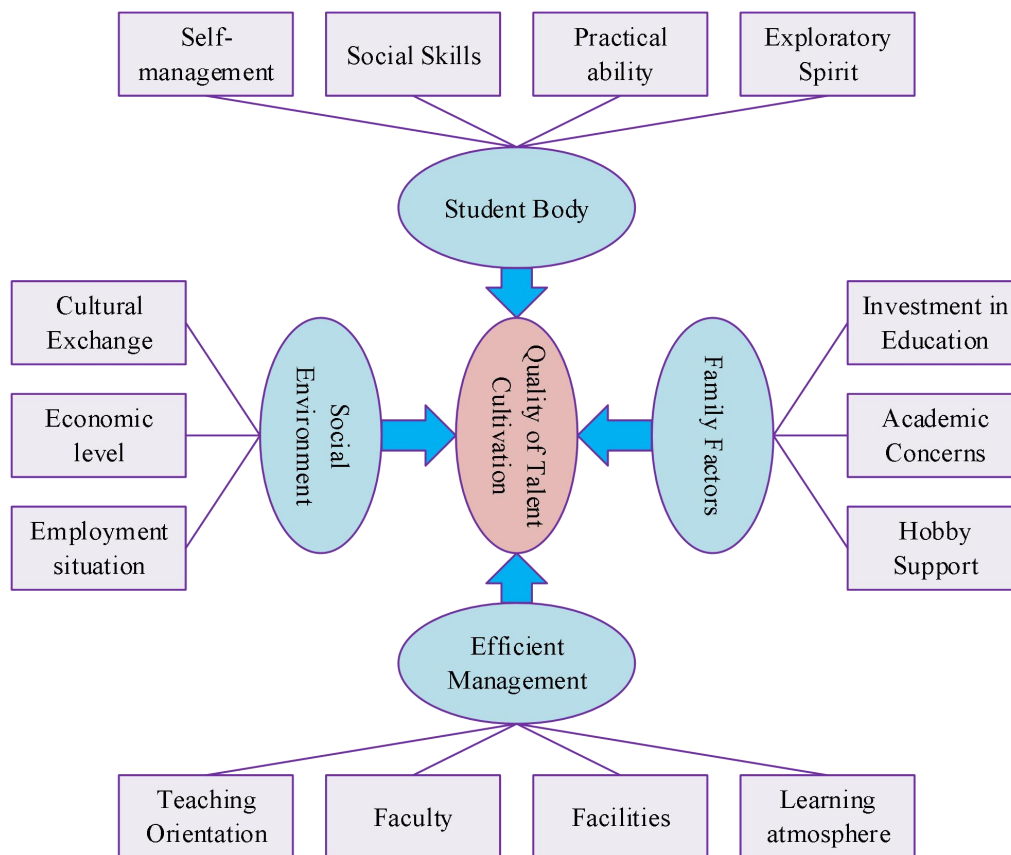 Self-
management
Social Skills
Practical
ability
Exploratory
Spirit
Student Body
Cultural
Exchange
Economic
level
Employment
situation
Social
Environment
Quality of Talent
Cultivation
Family Factors
Investment in
Education
Academic
Concerns
Hobby
Support
Efficient
Management
Teaching
Orientation
Faculty
Facilities
Learning
atmosphere